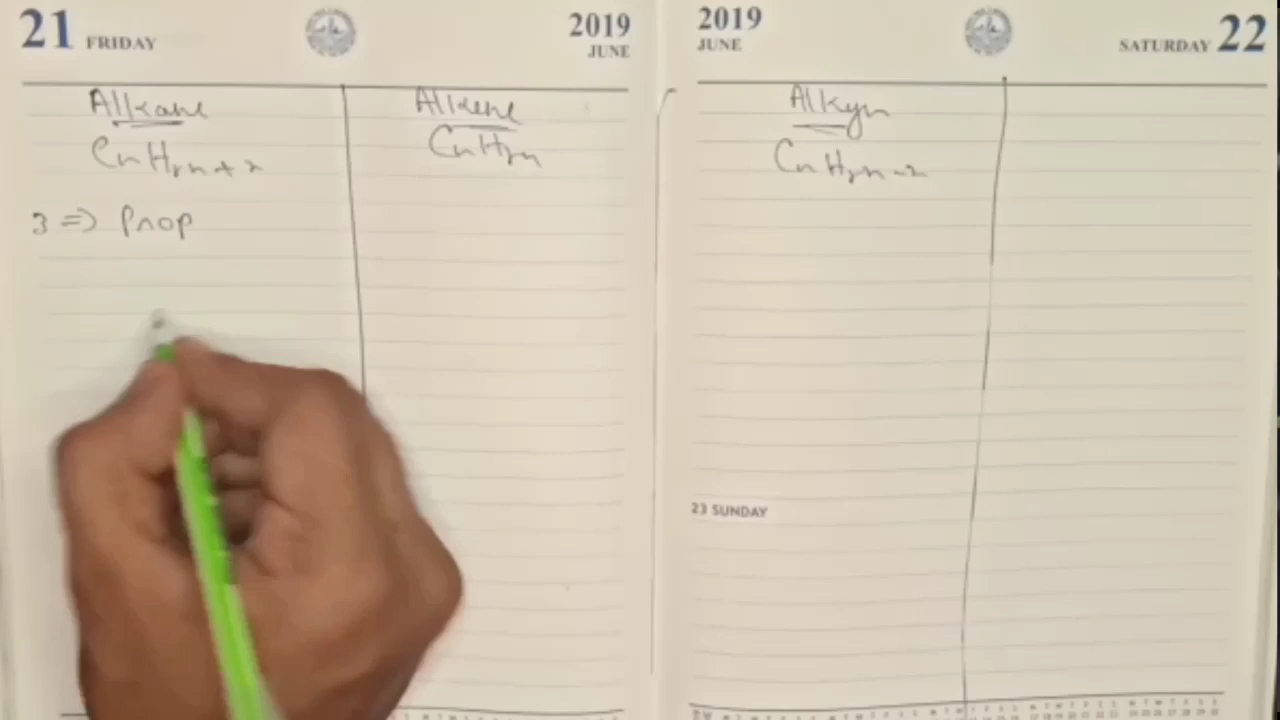 21 FRIDAY
2019
JUNE
Alkane
CnH2n+2
3 => Prop
Alkene
CnH2n
2019
JUNE
SATURDAY 22
Alkyn
CnH2n-2
23 SUNDAY